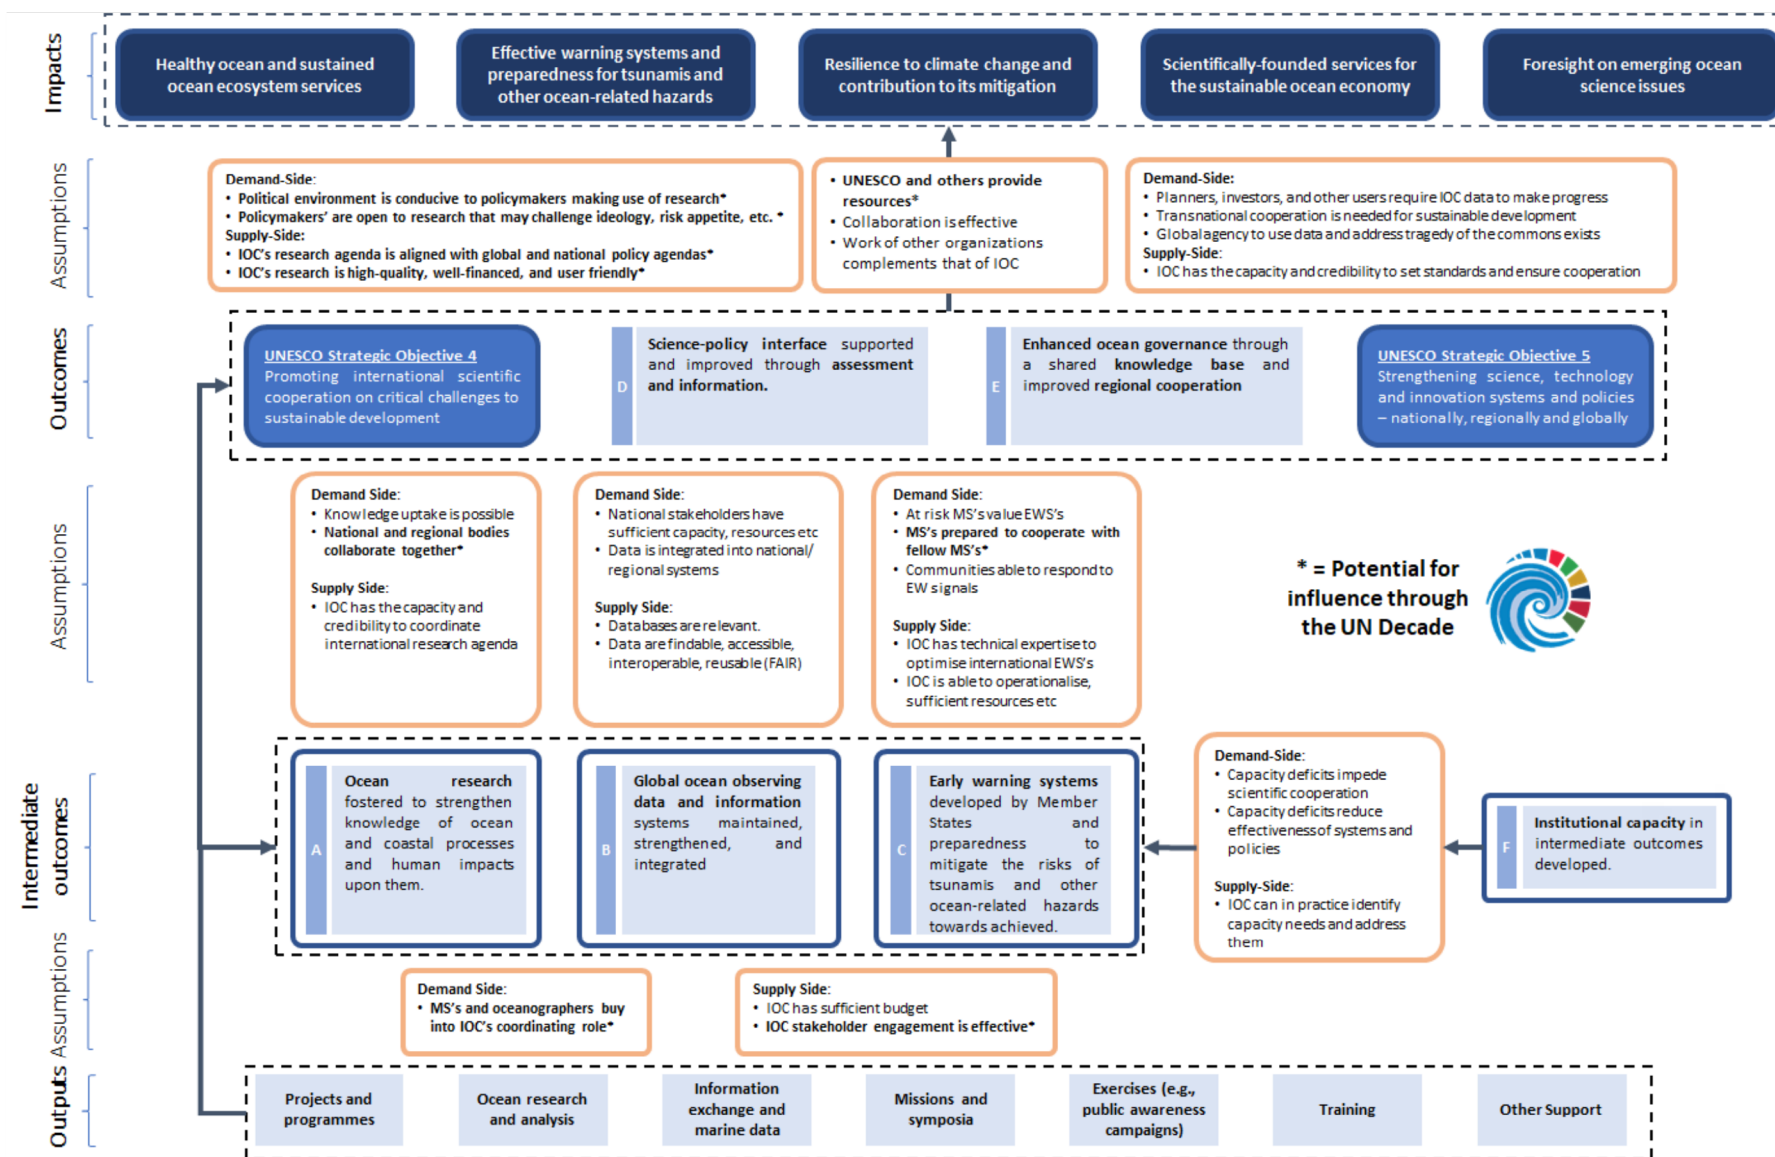 Impacts
Healthy ocean and sustained
ocean ecosystem services
Effective warning systems and
preparedness for tsunamis and
other ocean-related hazards
Resilience to climate change and
contribution to its mitigation
Scientifically-founded services for
the sustainable ocean economy
Foresight on emerging ocean
science issues
Assumptions
Demand-Side:
• Political environment is conducive to policymakers making use of research*
• Policymakers' are open to research that may challenge ideology, risk appetite, etc. *
Supply-Side:
• IOC's research agenda is aligned with global and national policy agendas*
• IOC's research is high-quality, well-financed, and user friendly*
• UNESCO and others provide
resources*
• Collaboration is effective
• Work of other organizations
complements that of IOC
Demand-Side:
• Planners, investors, and other users require IOC data to make progress
• Transnational cooperation is needed for sustainable development
• Global agency to use data and address tragedy of the commons exists
Supply-Side:
• IOC has the capacity and credibility to set standards and ensure cooperation
Outcomes
UNESCO Strategic Objective 4
Promoting international scientific
cooperation on critical challenges to
sustainable development
D
Science-policy interface supported
and improved through assessment
and information.
E
Enhanced ocean governance through
a shared knowledge base and
improved regional cooperation
UNESCO Strategic Objective 5
Strengthening science, technology
and innovation systems and policies
– nationally, regionally and globally
Assumptions
Demand Side:
• Knowledge uptake is possible
• National and regional bodies
collaborate together*
Supply Side:
• IOC has the capacity and
credibility to coordinate
international research agenda
Demand Side:
• National stakeholders have
sufficient capacity, resources etc
• Data is integrated into national/
regional systems
Supply Side:
• Databases are relevant.
• Data are findable, accessible,
interoperable, reusable (FAIR)
Demand Side:
• At risk MS's value EWS's
• MS's prepared to cooperate with
fellow MS's*
• Communities able to respond to
EW signals
Supply Side:
• IOC has technical expertise to
optimise international EWS's
• IOC is able to operationalise,
sufficient resources etc
* = Potential for
influence through
the UN Decade
Intermediate
outcomes
A
Ocean research
fostered to strengthen
knowledge of ocean
and coastal processes
and human impacts
upon them.
B
Global ocean observing
data and information
systems maintained,
strengthened, and
integrated
C
Early warning systems
developed by Member
States and
preparedness to
mitigate the risks of
tsunamis and other
ocean-related hazards
towards achieved.
Demand-Side:
• Capacity deficits impede
scientific cooperation
• Capacity deficits reduce
effectiveness of systems and
policies
Supply-Side:
• IOC can in practice identify
capacity needs and address
them
F
Institutional capacity in
intermediate outcomes
developed.
Assumptions
Demand Side:
• MS's and oceanographers buy
into IOC's coordinating role*
Supply Side:
• IOC has sufficient budget
• IOC stakeholder engagement is effective*
Outputs
Projects and
programmes
Ocean research
and analysis
Information
exchange and
marine data
Missions and
symposia
Exercises (e.g.,
public awareness
campaigns)
Training
Other Support